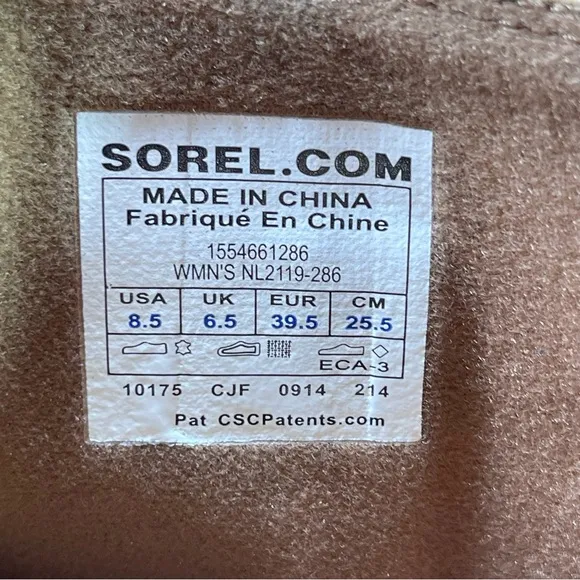 SOREL.COM
MADE IN CHINA
Fabriqué En Chine
1554661286
WMN'S NL2119-286
USA UK EUR CM
8.5 6.5 39.5 25.5
ECA-3
10175 CJF 0914 214
Pat CSCPatents.com